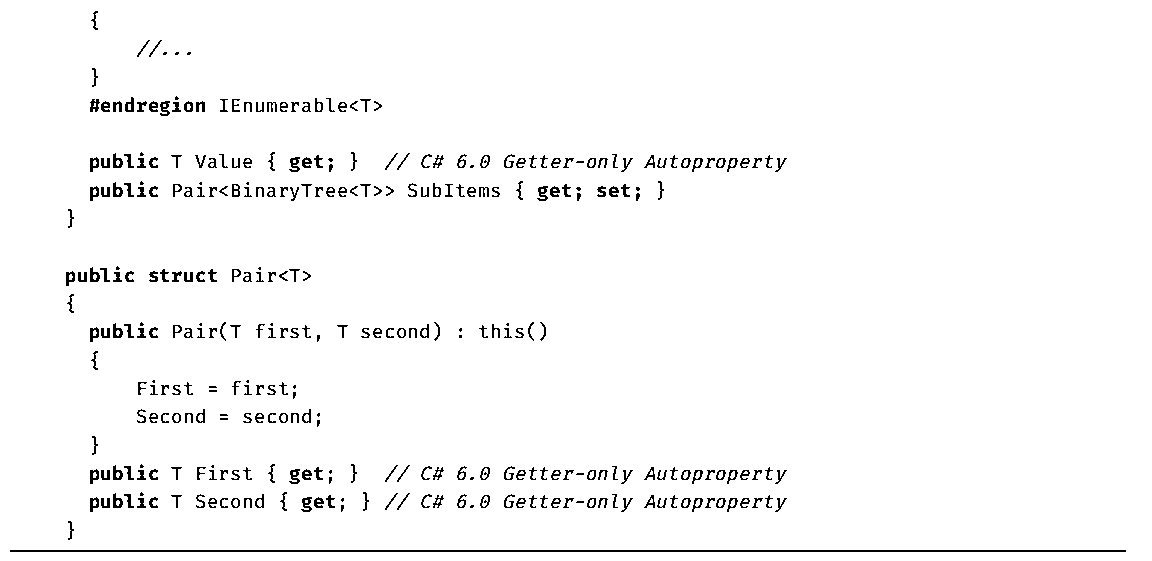 {
//...
}
#endregion IEnumerable<T>
public T Value { get; }  // C# 6.0 Getter-only Autoproperty
public Pair<BinaryTree<T>> SubItems { get; set; }
}
public struct Pair<T>
{
public Pair(T first, T second) : this()
{
First = first;
Second = second;
}
public T First { get; }  // C# 6.0 Getter-only Autoproperty
public T Second { get; } // C# 6.0 Getter-only Autoproperty
}